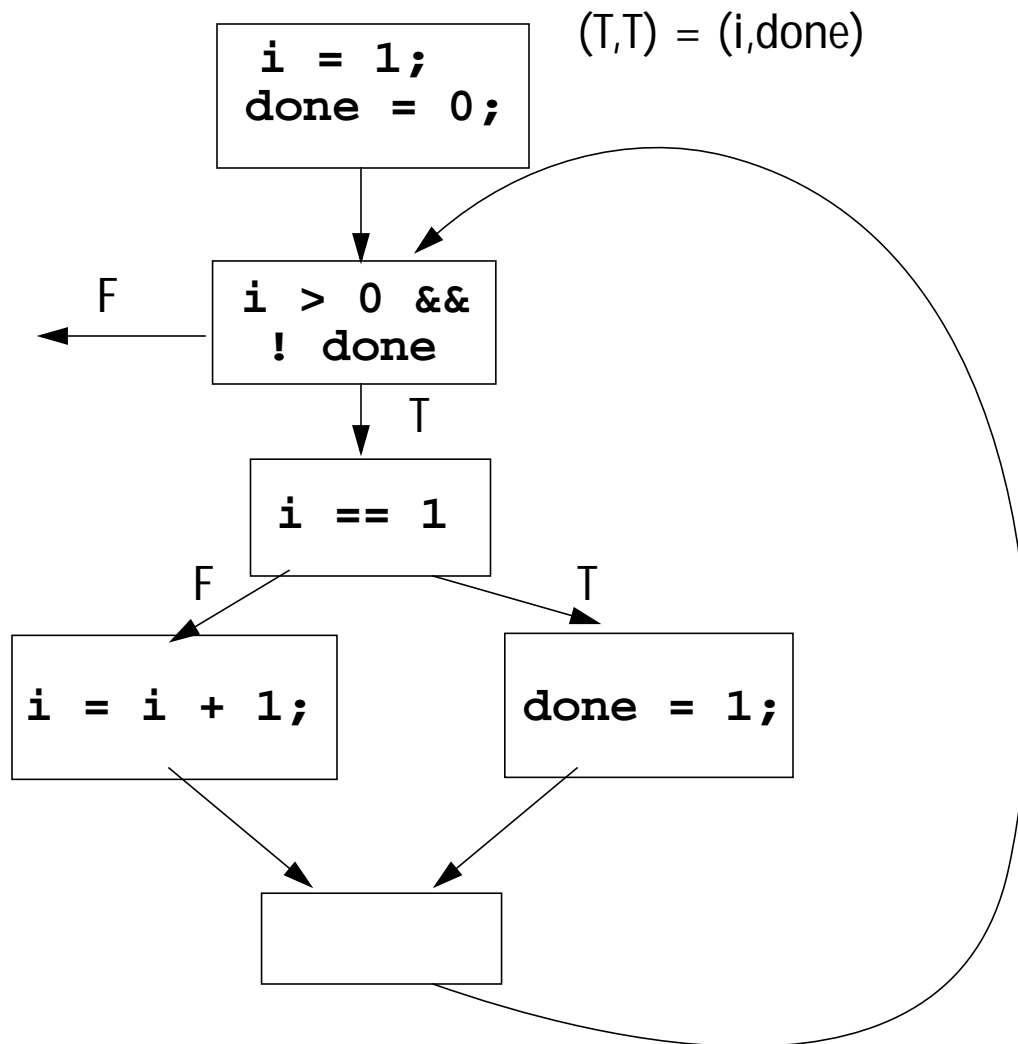 (T,T) = (i,done)
i = 1;
done = 0;
F
i > 0 &&
! done
T
i == 1
F
T
i = i + 1;
done = 1;